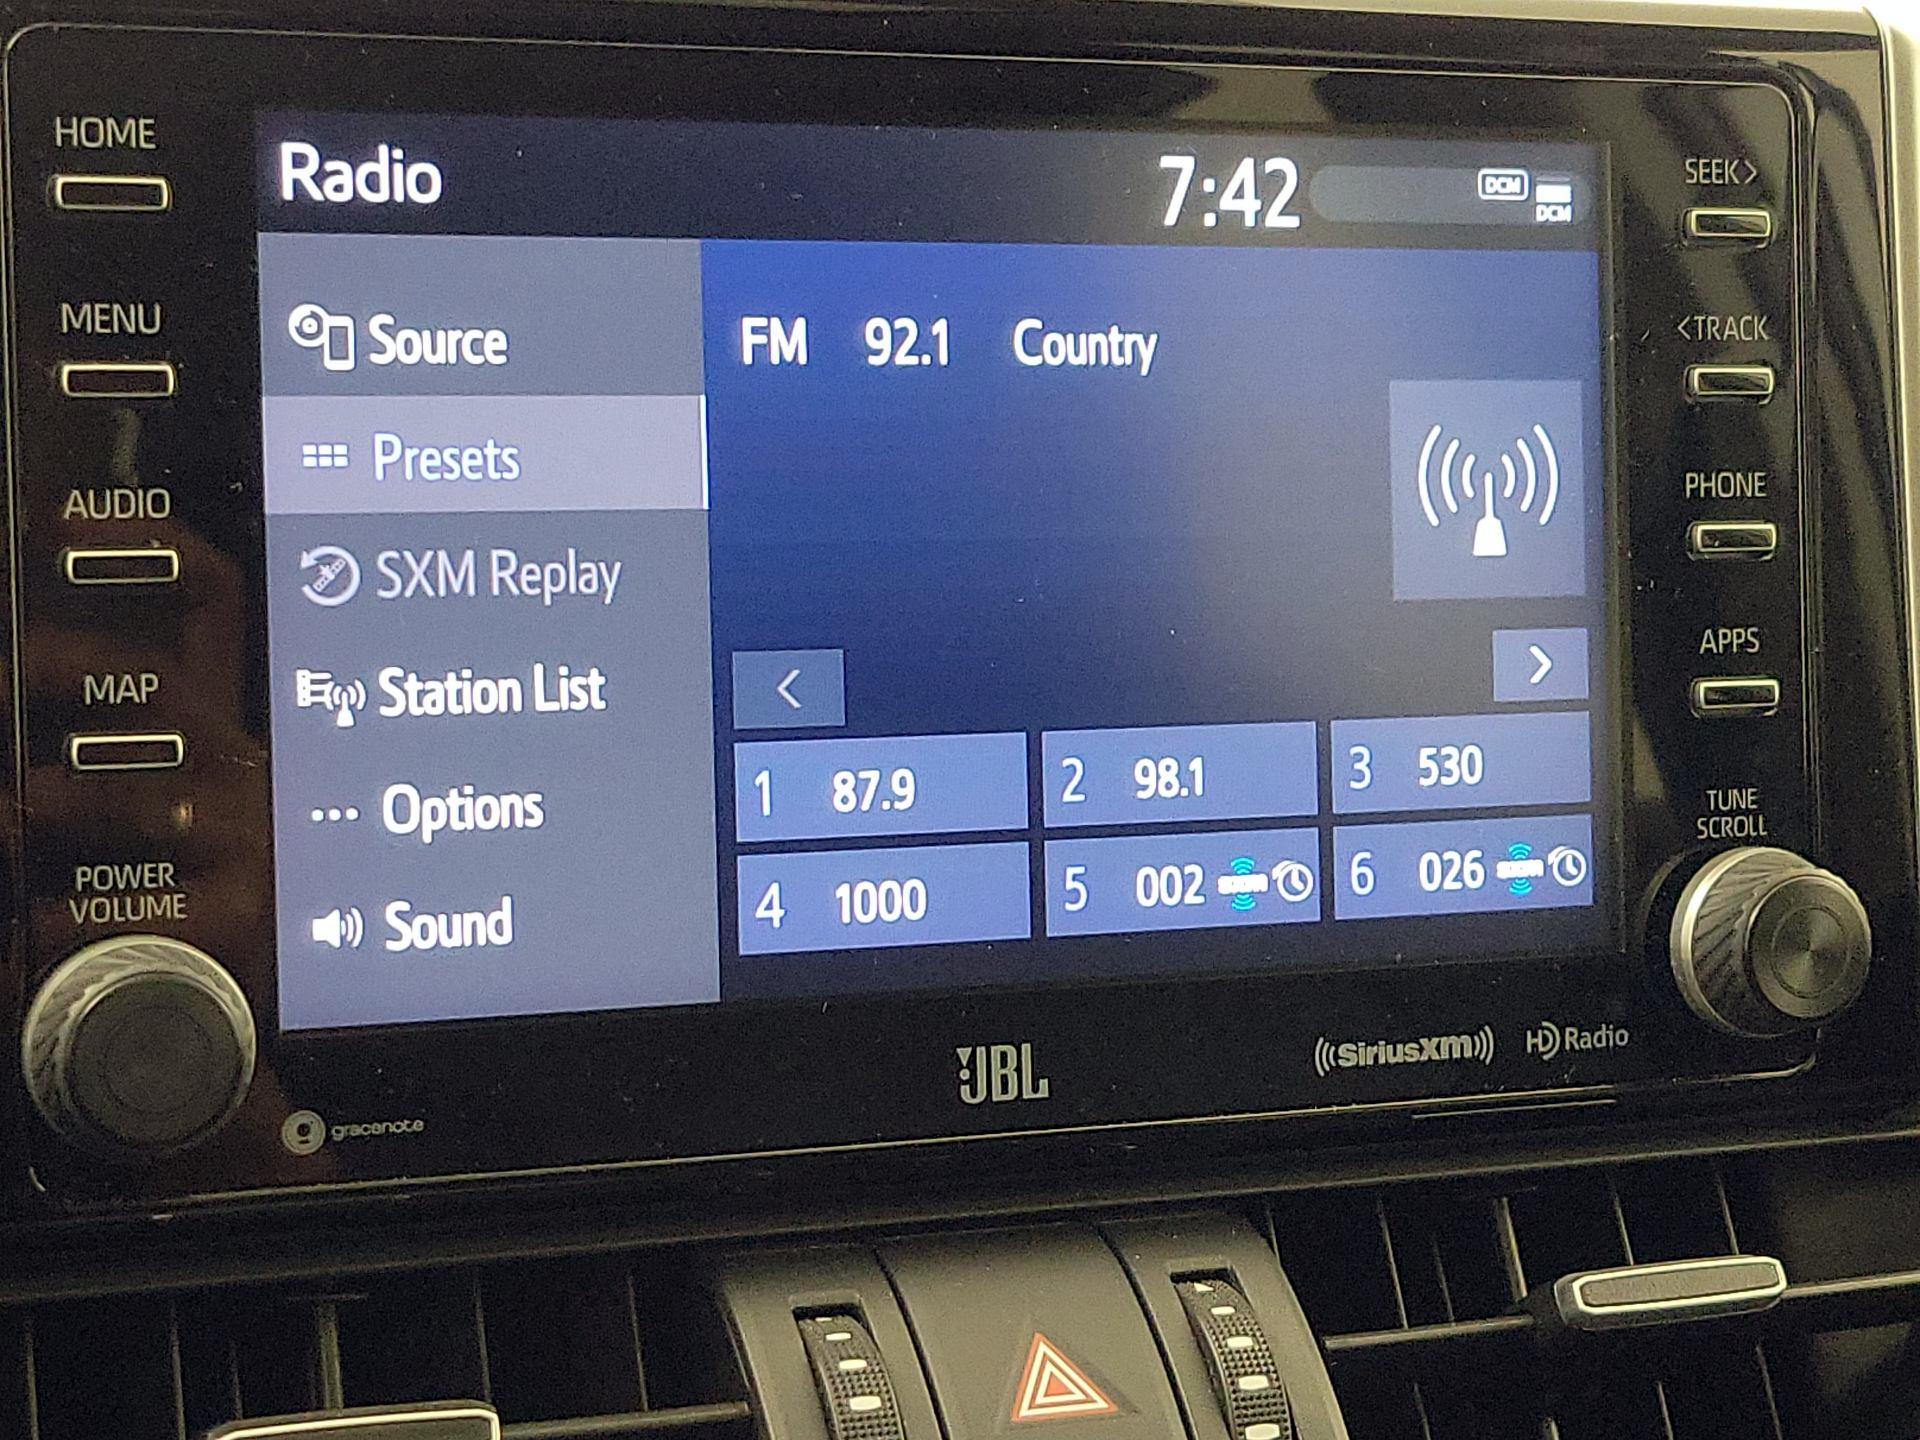 HOME
MENU
AUDIO
MAP
POWER
VOLUME
Radio
7:42
DCM
DCM
Source
Presets
SXM Replay
Station List
Options
Sound
FM 92.1 Country
<
>
1 87.9
2 98.1
3 530
4 1000
5 002
6 026
SEEK>
<TRACK
PHONE
APPS
TUNE
SCROLL
gracenote
JBL
((SiriusXM))
HD Radio